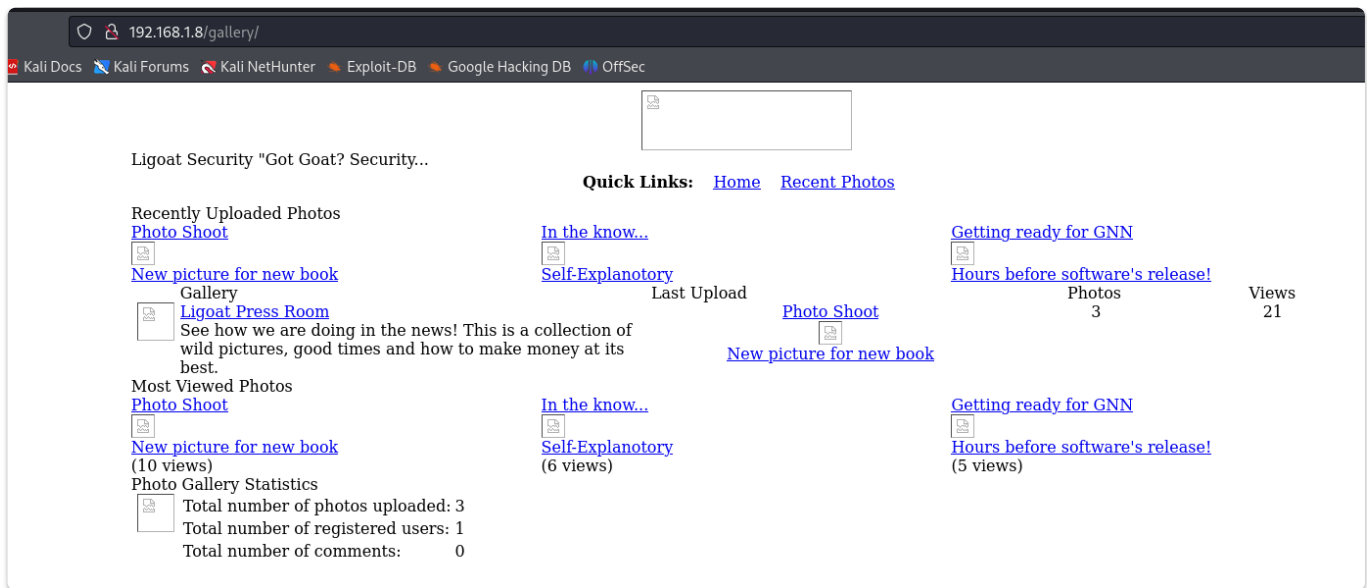 192.168.1.8/gallery/
Kali Docs Kali Forums Kali NetHunter Exploit-DB Google Hacking DB OffSec
Ligoat Security "Got Goat? Security...
Quick Links: Home Recent Photos
Recently Uploaded Photos
Photo Shoot In the know... Getting ready for GNN
New picture for new book Self-Explanotory Hours before software's release!
Gallery Last Upload Photos Views
Ligoat Press Room Photo Shoot 3 21
See how we are doing in the news! This is a collection of
wild pictures, good times and how to make money at its
New picture for new book
best.
Most Viewed Photos
Photo Shoot In the know... Getting ready for GNN
New picture for new book Self-Explanotory Hours before software's release!
(10 views) (6 views) (5 views)
Photo Gallery Statistics
Total number of photos uploaded: 3
Total number of registered users: 1
Total number of comments: 0